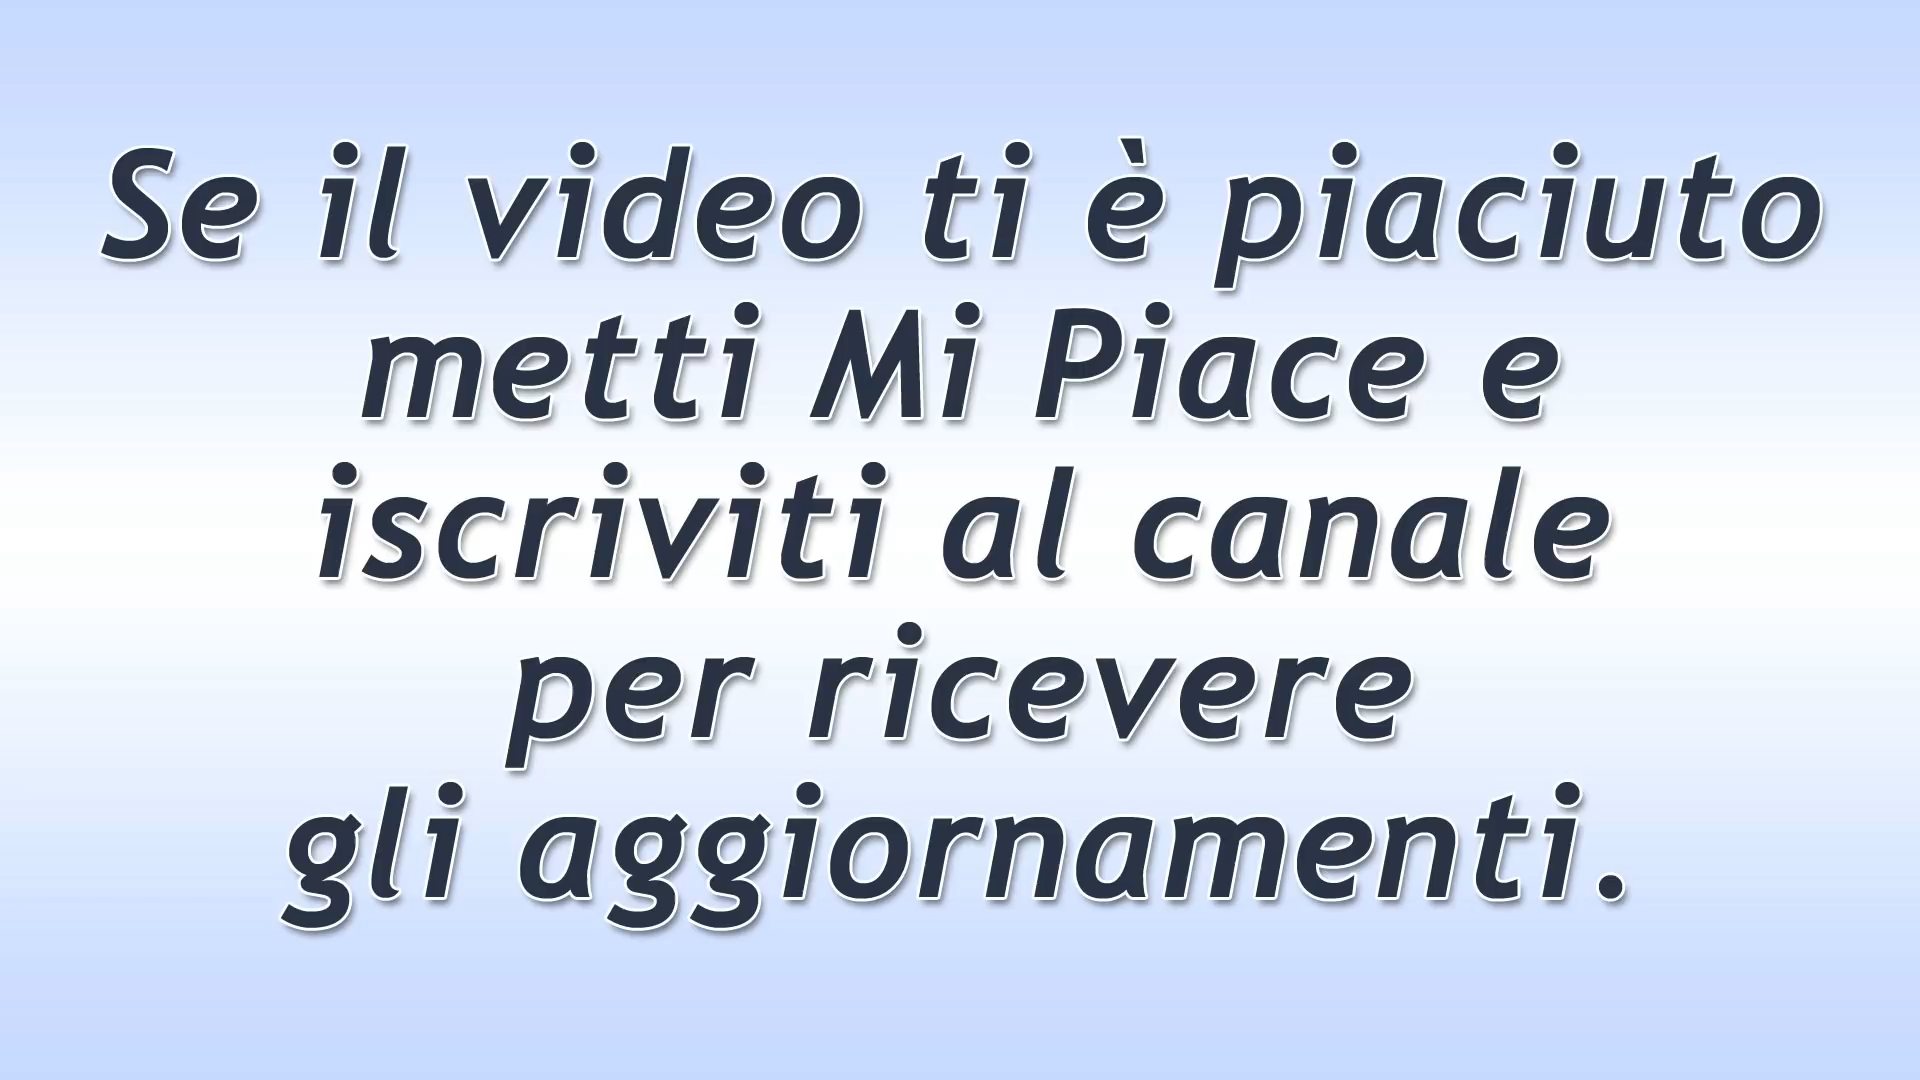 Se il video ti è piaciuto
metti Mi Piace e
iscriviti al canale
per ricevere
gli aggiornamenti.